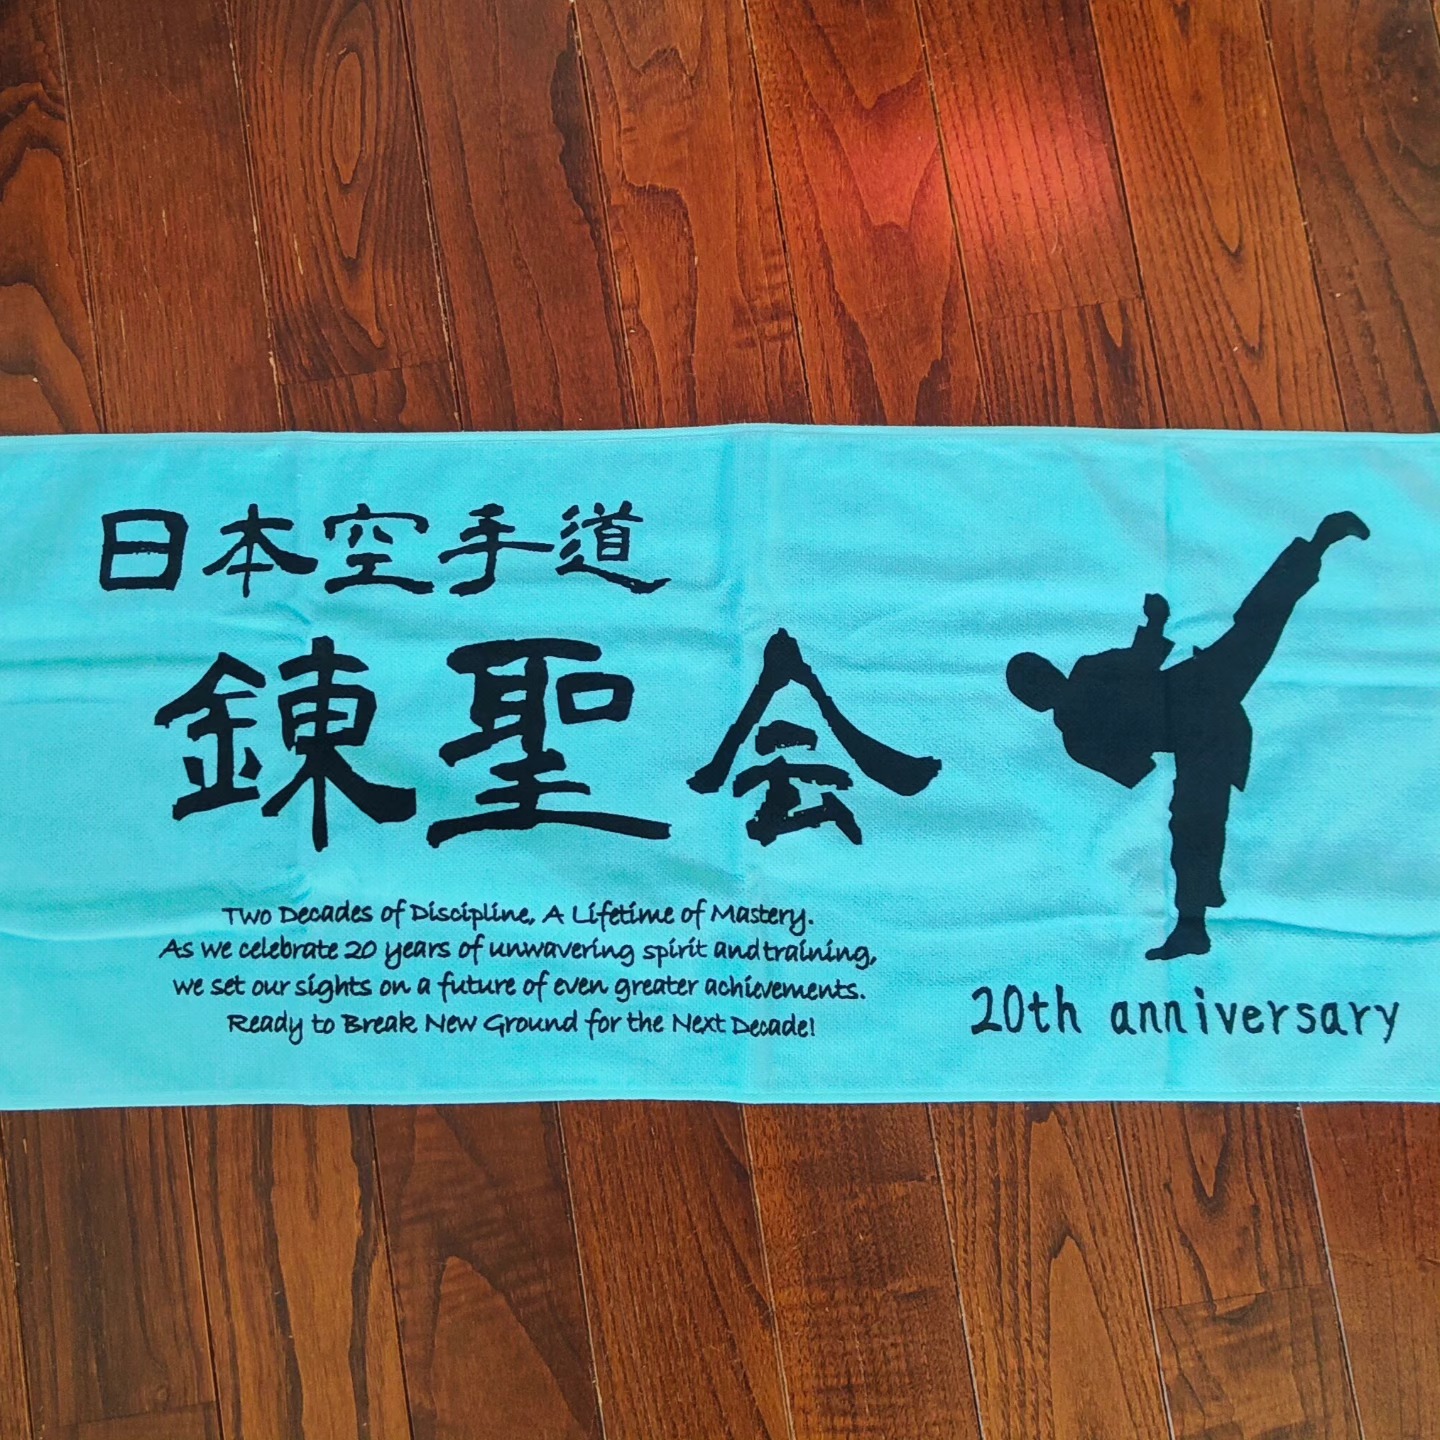 日本空手道
錬聖会
Two Decades of Discipline, A Lifetime of Mastery.
As we celebrate 20 years of unwavering spirit and training,
we set our sights on a future of even greater achievements.
Ready to Break New Ground for the Next Decade!
20th anniversary